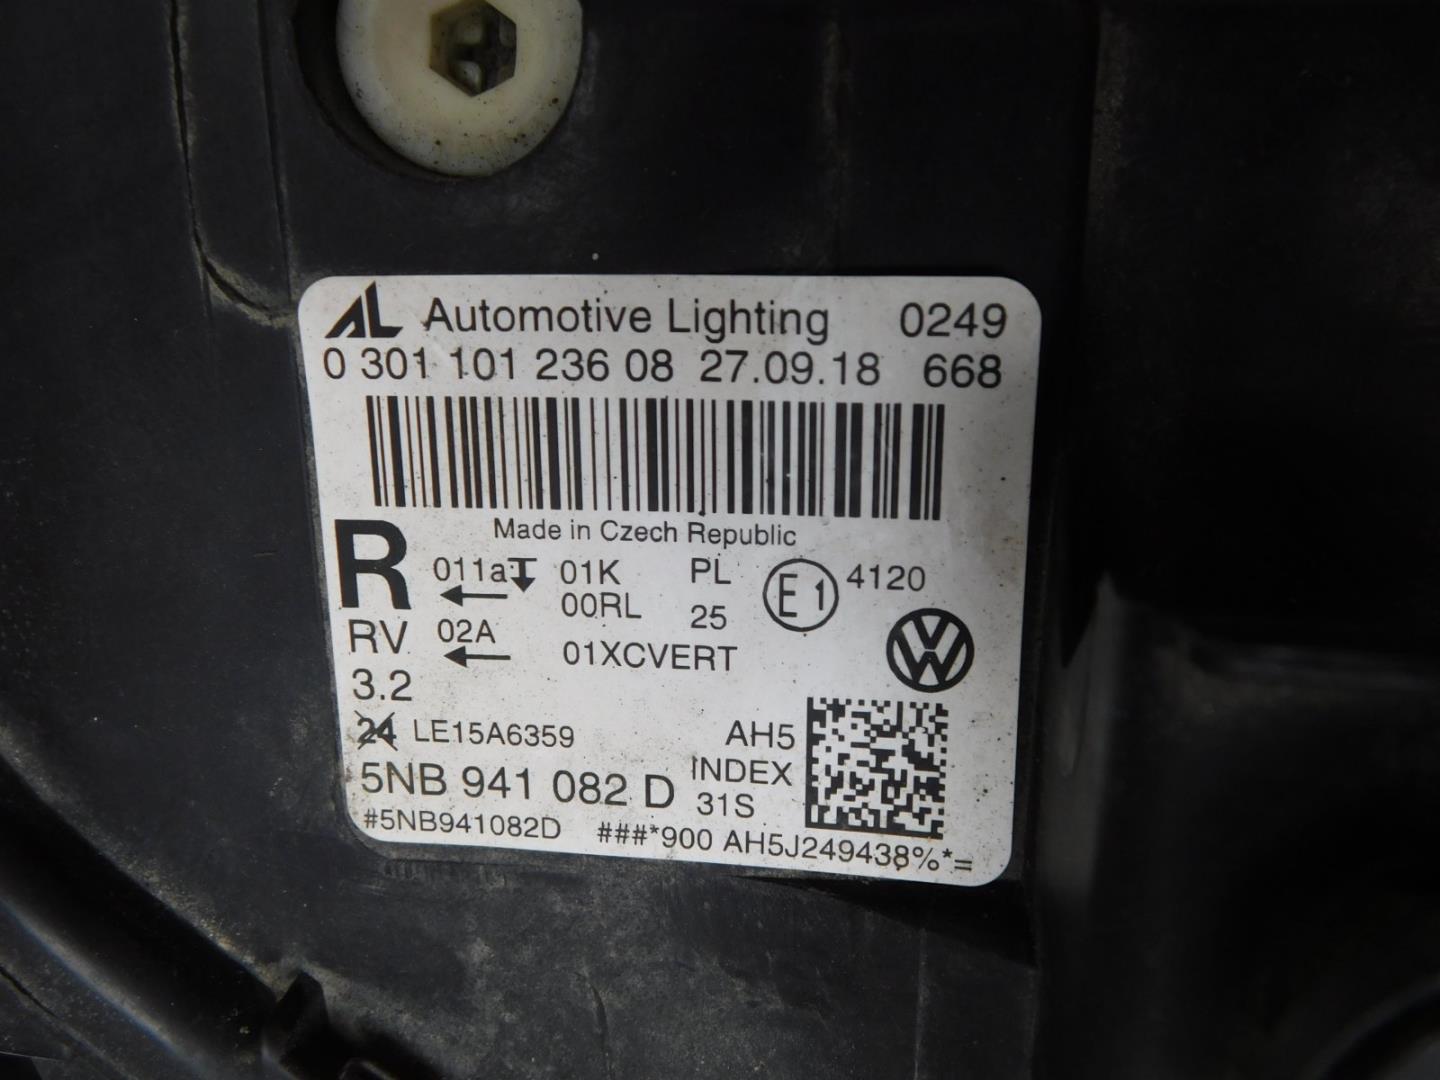 AL Automotive Lighting 0249
0 301 101 236 08 27.09.18 668
Made in Czech Republic
R 011a 01K PL E1 4120
00RL 25
RV 02A 01XCVERT
3.2
24 LE15A6359 AH5
5NB 941 082 D INDEX
31S
#5NB941082D ###*900 AH5J249438%*=